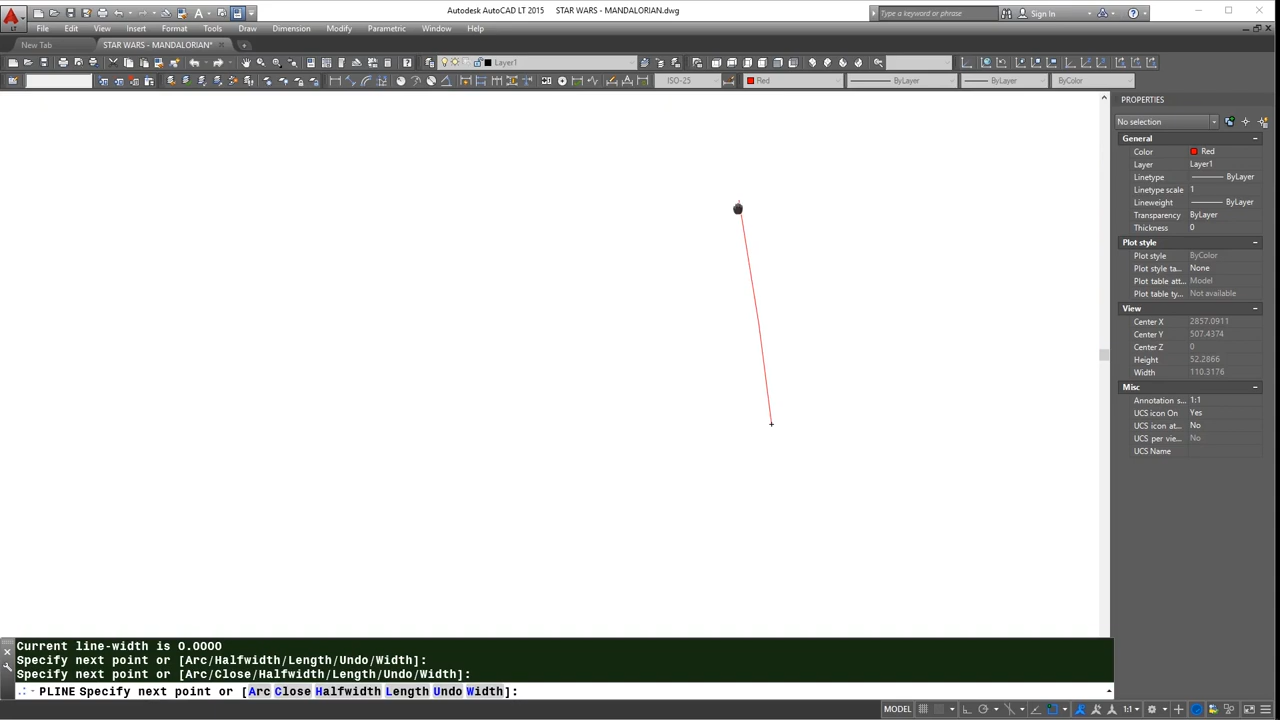 Autodesk AutoCAD LT 2015 STAR WARS - MANDALORIAN.dwg
Type a keyword or phrase
Sign In
LT
File Edit View Insert Format Tools Draw Dimension Modify Parametric Window Help
New Tab
STAR WARS - MANDALORIAN*
Layer1
ISO-25
Red
ByLayer
ByLayer
ByColor
PROPERTIES
No selection
General
Color Red
Layer Layer1
Linetype ByLayer
Linetype scale 1
Lineweight ByLayer
Transparency ByLayer
Thickness 0
Plot style
Plot style ByColor
Plot style ta... None
Plot table att... Model
Plot table ty... Not available
View
Center X 2857.0911
Center Y 507.4374
Center Z 0
Height 52.2866
Width 110.3176
Misc
Annotation s... 1:1
UCS icon On Yes
UCS icon at... No
UCS per vie... No
UCS Name
Current line-width is 0.0000
Specify next point or [Arc/Halfwidth/Length/Undo/Width]:
Specify next point or [Arc/Close/Halfwidth/Length/Undo/Width]:
PLINE Specify next point or [Arc Close Halfwidth Length Undo Width]:
MODEL
1:1